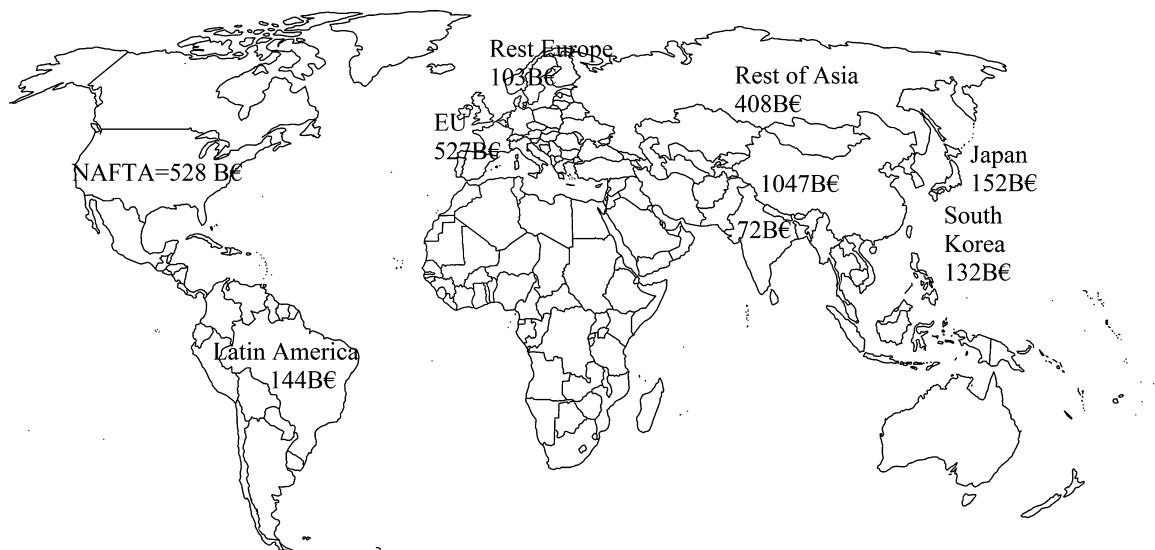 Rest Europe
103B€
Rest of Asia
408B€
EU
527B€
NAFTA=528 B€
Japan
152B€
1047B€
South
Korea
132B€
72B€
Latin America
144B€